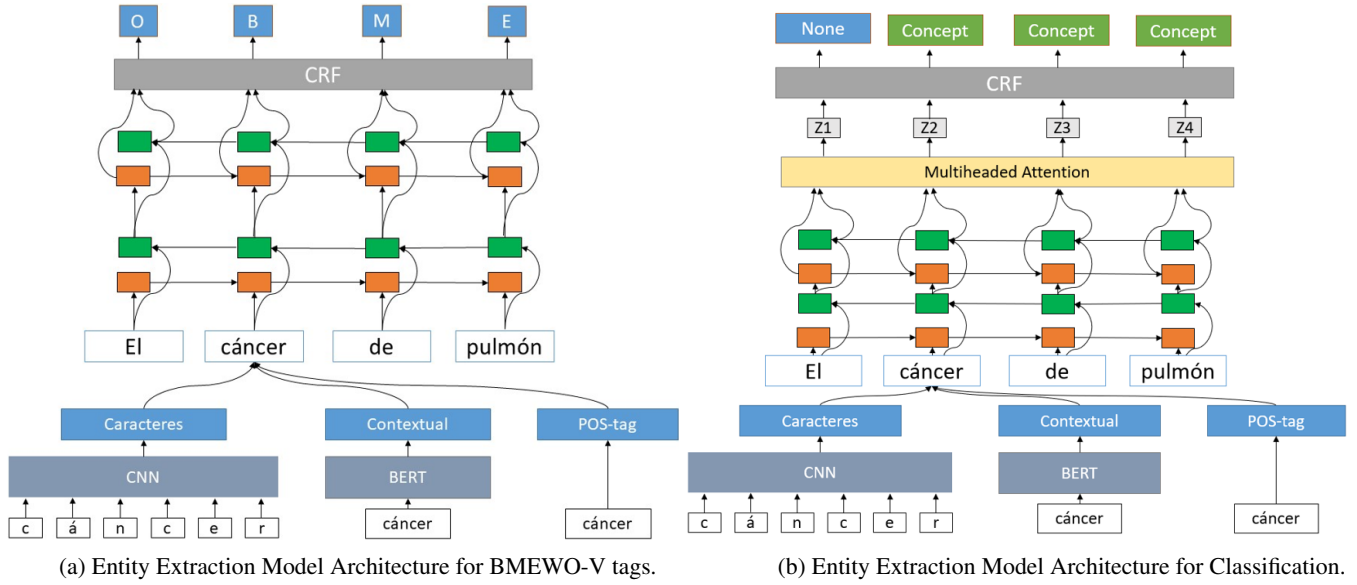 O B M E
CRF
El cáncer de pulmón
Caracteres Contextual POS-tag
CNN BERT
c á n c e r cáncer cáncer
(a) Entity Extraction Model Architecture for BMEWO-V tags.
None Concept Concept Concept
CRF
Z1 Z2 Z3 Z4
Multiheaded Attention
El cáncer de pulmón
Caracteres Contextual POS-tag
CNN BERT
c á n c e r cáncer cáncer
(b) Entity Extraction Model Architecture for Classification.